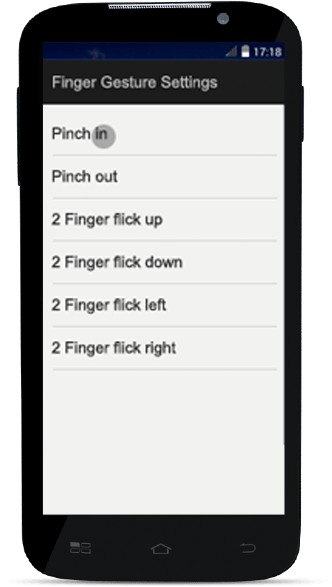 17:18
Finger Gesture Settings
Pinch in
Pinch out
2 Finger flick up
2 Finger flick down
2 Finger flick left
2 Finger flick right